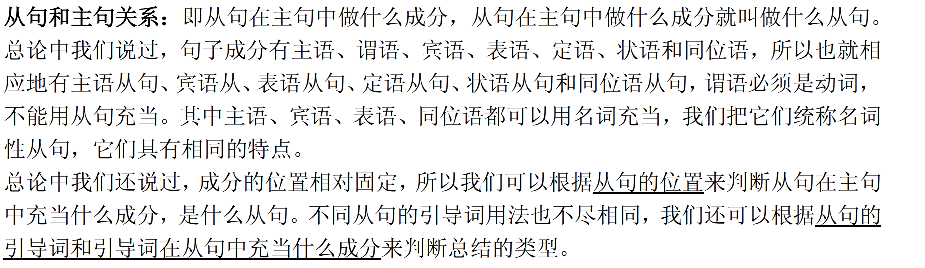 从句和主句关系：即从句在主句中做什么成分，从句在主句中做什么成分就叫做什么从句。
总论中我们说过，句子成分有主语、谓语、宾语、表语、定语、状语和同位语，所以也就相
应地有主语从句、宾语从、表语从句、定语从句、状语从句和同位语从句，谓语必须是动词，
不能用从句充当。其中主语、宾语、表语、同位语都可以用名词充当，我们把它们统称名词
性从句，它们具有相同的特点。
总论中我们还说过，成分的位置相对固定，所以我们可以根据从句的位置来判断从句在主句
中充当什么成分，是什么从句。不同从句的引导词用法也不尽相同，我们还可以根据从句的
引导词和引导词在从句中充当什么成分来判断总结的类型。